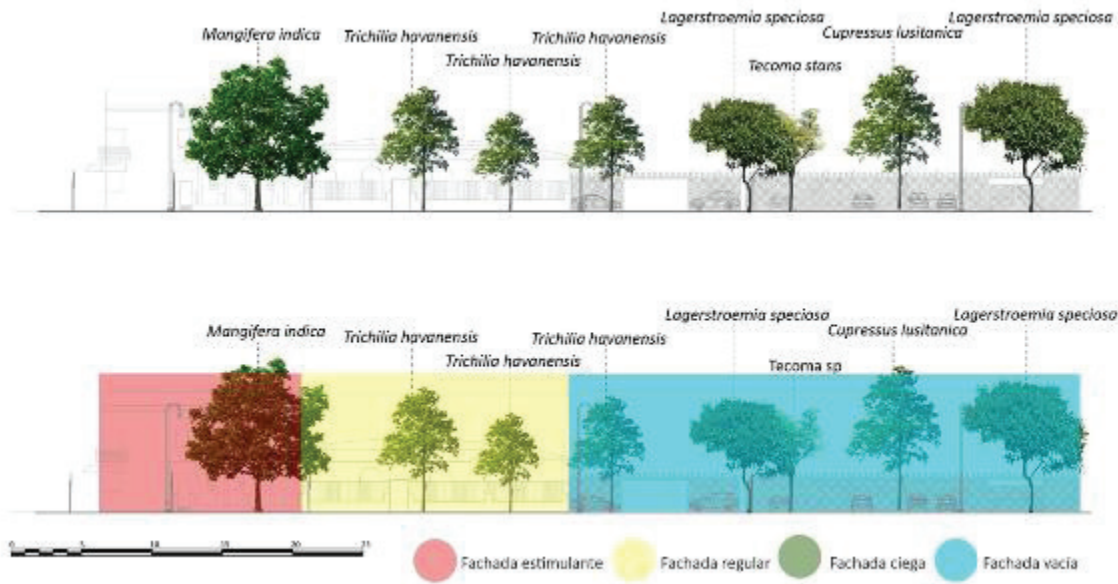 Lagerstroemia speciosa
Lagerstroemia speciosa
Mangifera indica
Trichilia havanensis
Trichilia havanensis
Cupressus lusitanica
Trichilia havanensis
Tecoma stans
Lagerstroemia speciosa
Lagerstroemia speciosa
Mangifera indica
Trichilia havanensis
Trichilia havanensis
Cupressus lusitanica
Trichilia havanensis
Tecoma sp
0 5 10 15 20 25
Fachada estimulante
Fachada regular
Fachada ciega
Fachada vacía